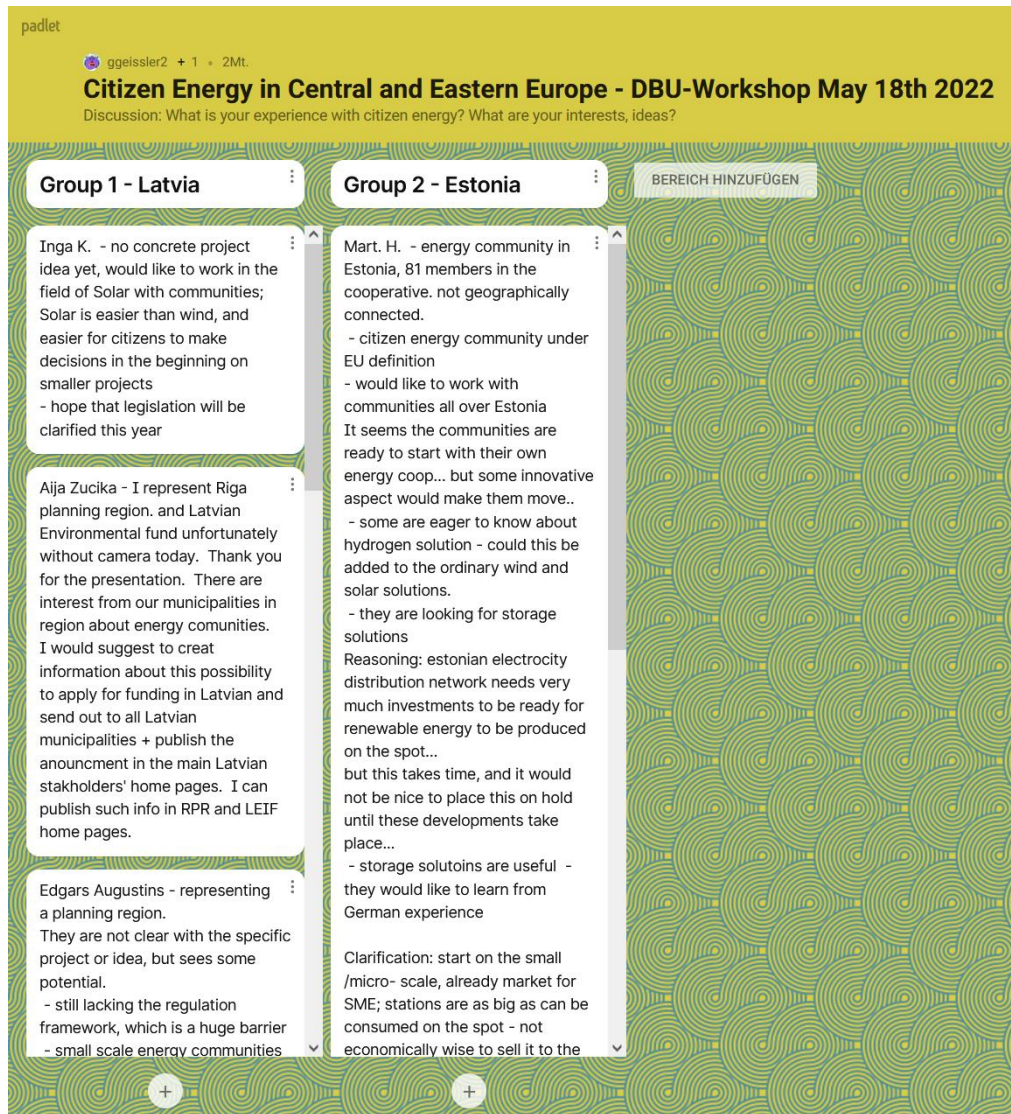 padlet
ggeissler2 + 1 • 2Mt.
Citizen Energy in Central and Eastern Europe - DBU-Workshop May 18th 2022
Discussion: What is your experience with citizen energy? What are your interests, ideas?
Group 1 - Latvia
Inga K.  - no concrete project
idea yet, would like to work in the
field of Solar with communities;
Solar is easier than wind, and
easier for citizens to make
decisions in the beginning on
smaller projects
- hope that legislation will be
clarified this year
Aija Zucika - I represent Riga
planning region. and Latvian
Environmental fund unfortunately
without camera today.  Thank you
for the presentation.  There are
interest from our municipalities in
region about energy comunities.
I would suggest to creat
information about this possibility
to apply for funding in Latvian and
send out to all Latvian
municipalities + publish the
anouncment in the main Latvian
stakholders' home pages.  I can
publish such info in RPR and LEIF
home pages.
Edgars Augustins - representing
a planning region.
They are not clear with the specific
project or idea, but sees some
potential.
- still lacking the regulation
framework, which is a huge barrier
- small scale energy communities
Group 2 - Estonia
Mart. H.  - energy community in
Estonia, 81 members in the
cooperative. not geographically
connected.
- citizen energy community under
EU definition
- would like to work with
communities all over Estonia
It seems the communities are
ready to start with their own
energy coop... but some innovative
aspect would make them move..
- some are eager to know about
hydrogen solution - could this be
added to the ordinary wind and
solar solutions.
- they are looking for storage
solutions
Reasoning: estonian electrocity
distribution network needs very
much investments to be ready for
renewable energy to be produced
on the spot...
but this takes time, and it would
not be nice to place this on hold
until these developments take
place...
- storage solutoins are useful  -
they would like to learn from
German experience
Clarification: start on the small
/micro- scale, already market for
SME; stations are as big as can be
consumed on the spot - not
economically wise to sell it to the
BEREICH HINZUFÜGEN